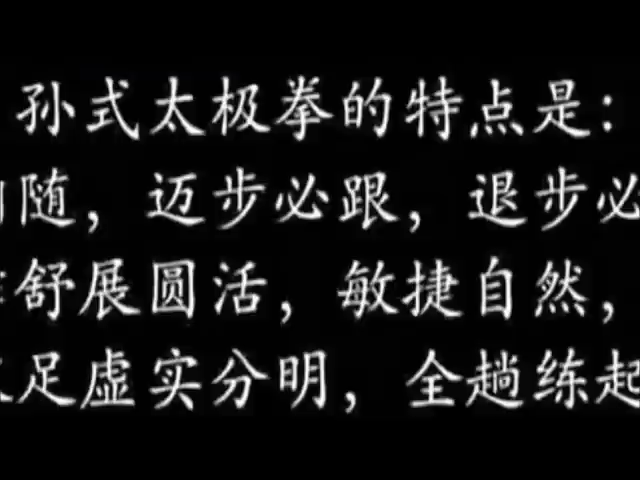 孙式太极拳的特点是：
随，迈步必跟，退步必
舒展圆活，敏捷自然，
足虚实分明，全趟练起